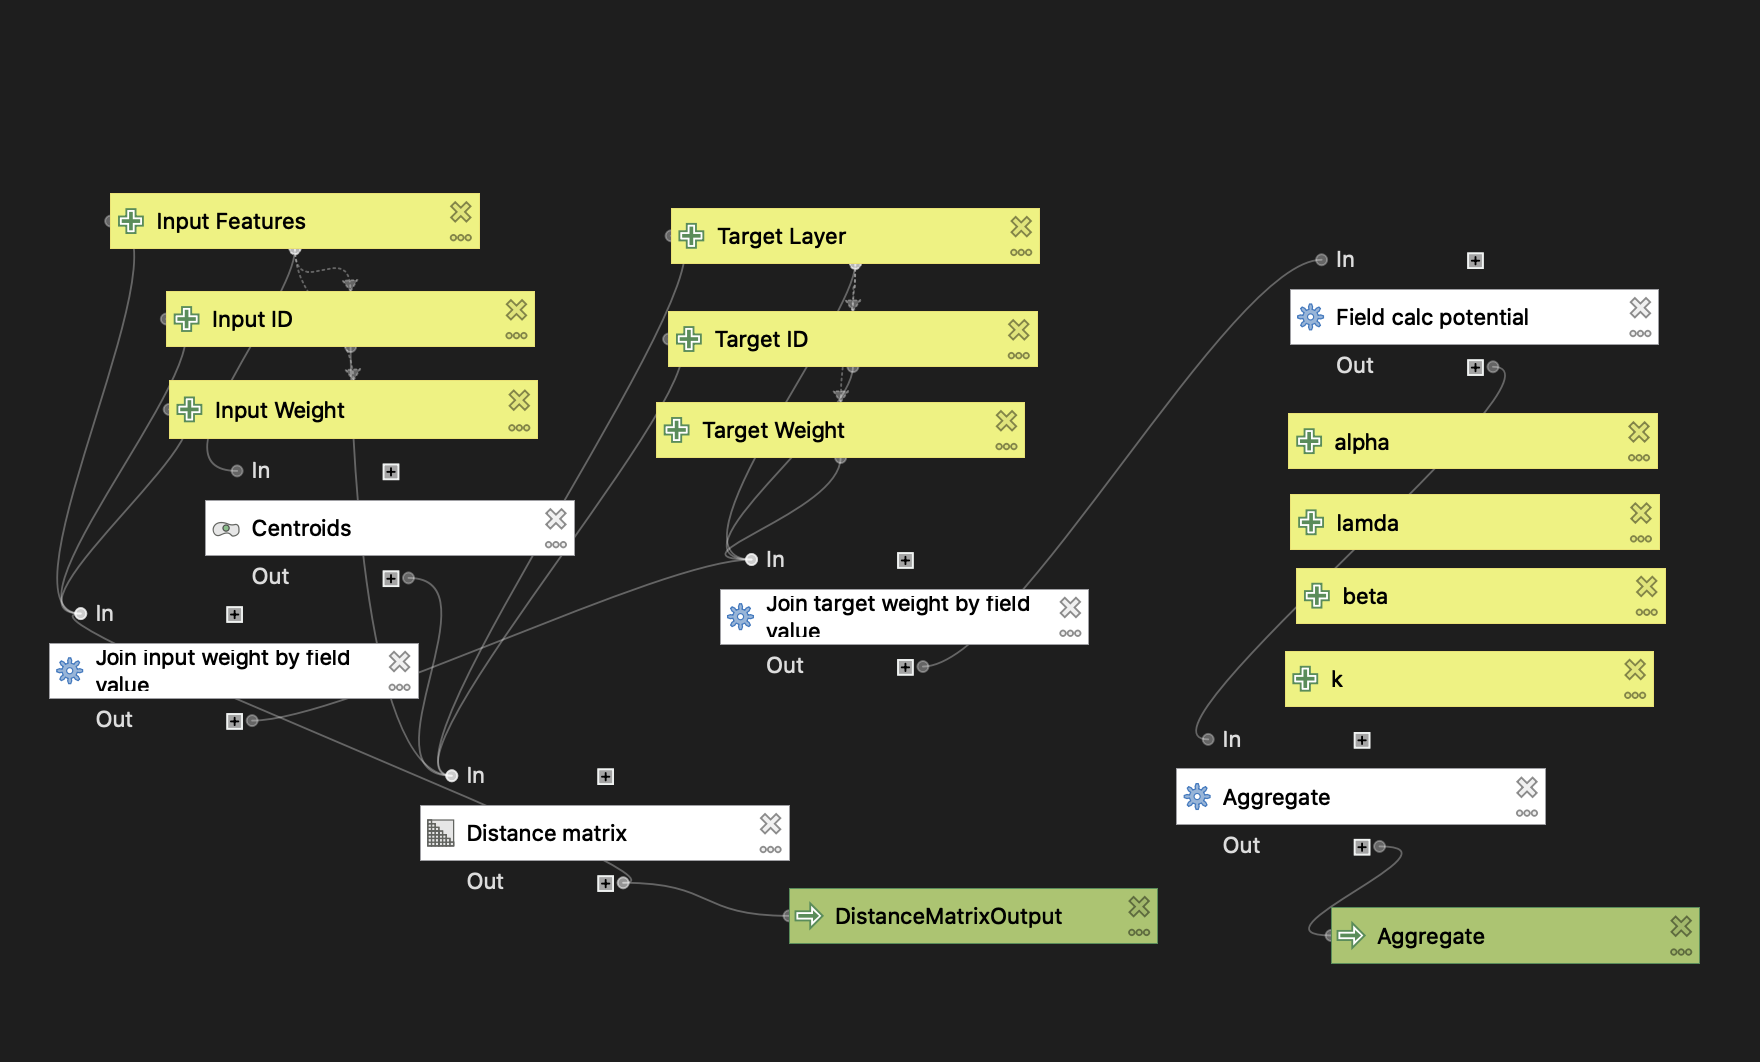 Input Features
Input ID
Input Weight
In
Centroids
Out
In
Join input weight by field
value
Out
Target Layer
Target ID
Target Weight
In
Join target weight by field
value
Out
In
Distance matrix
Out
DistanceMatrixOutput
In
Field calc potential
Out
alpha
lamda
beta
k
In
Aggregate
Out
Aggregate